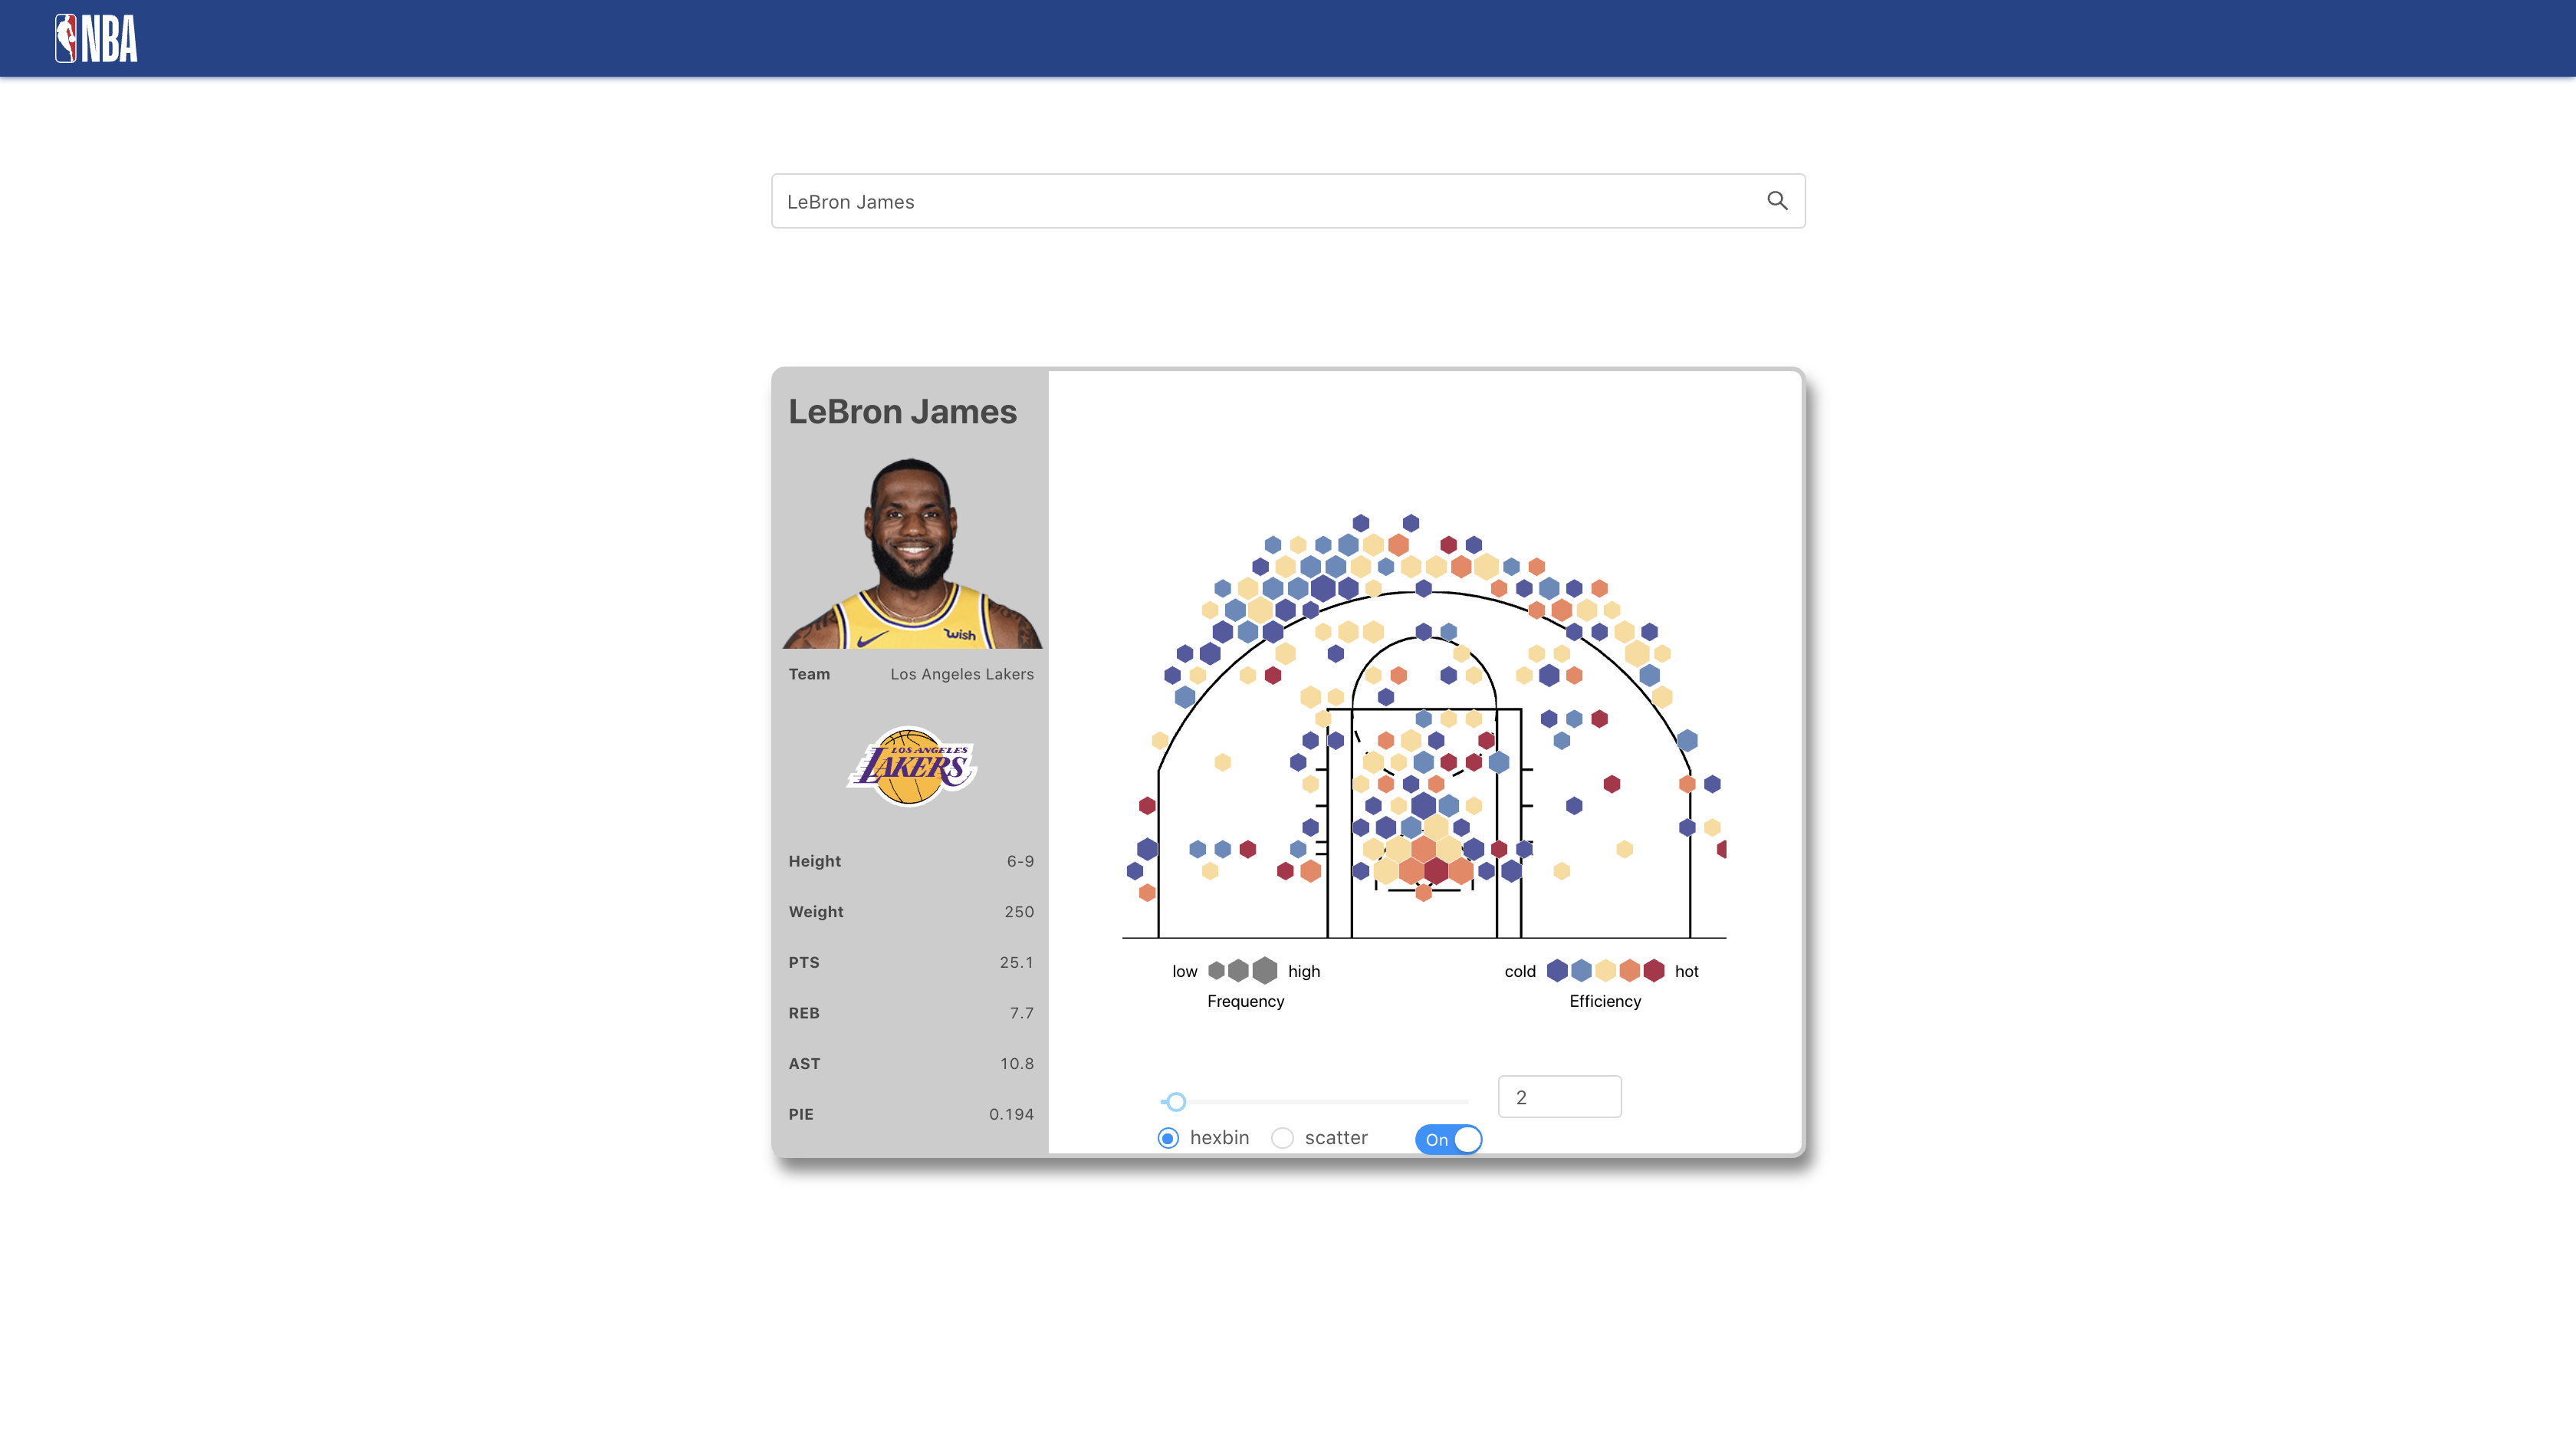 NBA
LeBron James
LeBron James
wish
Team Los Angeles Lakers
LOS ANGELES
LAKERS
Height 6-9
Weight 250
PTS 25.1
REB 7.7
AST 10.8
PIE 0.194
low high
Frequency
cold hot
Efficiency
2
hexbin scatter On